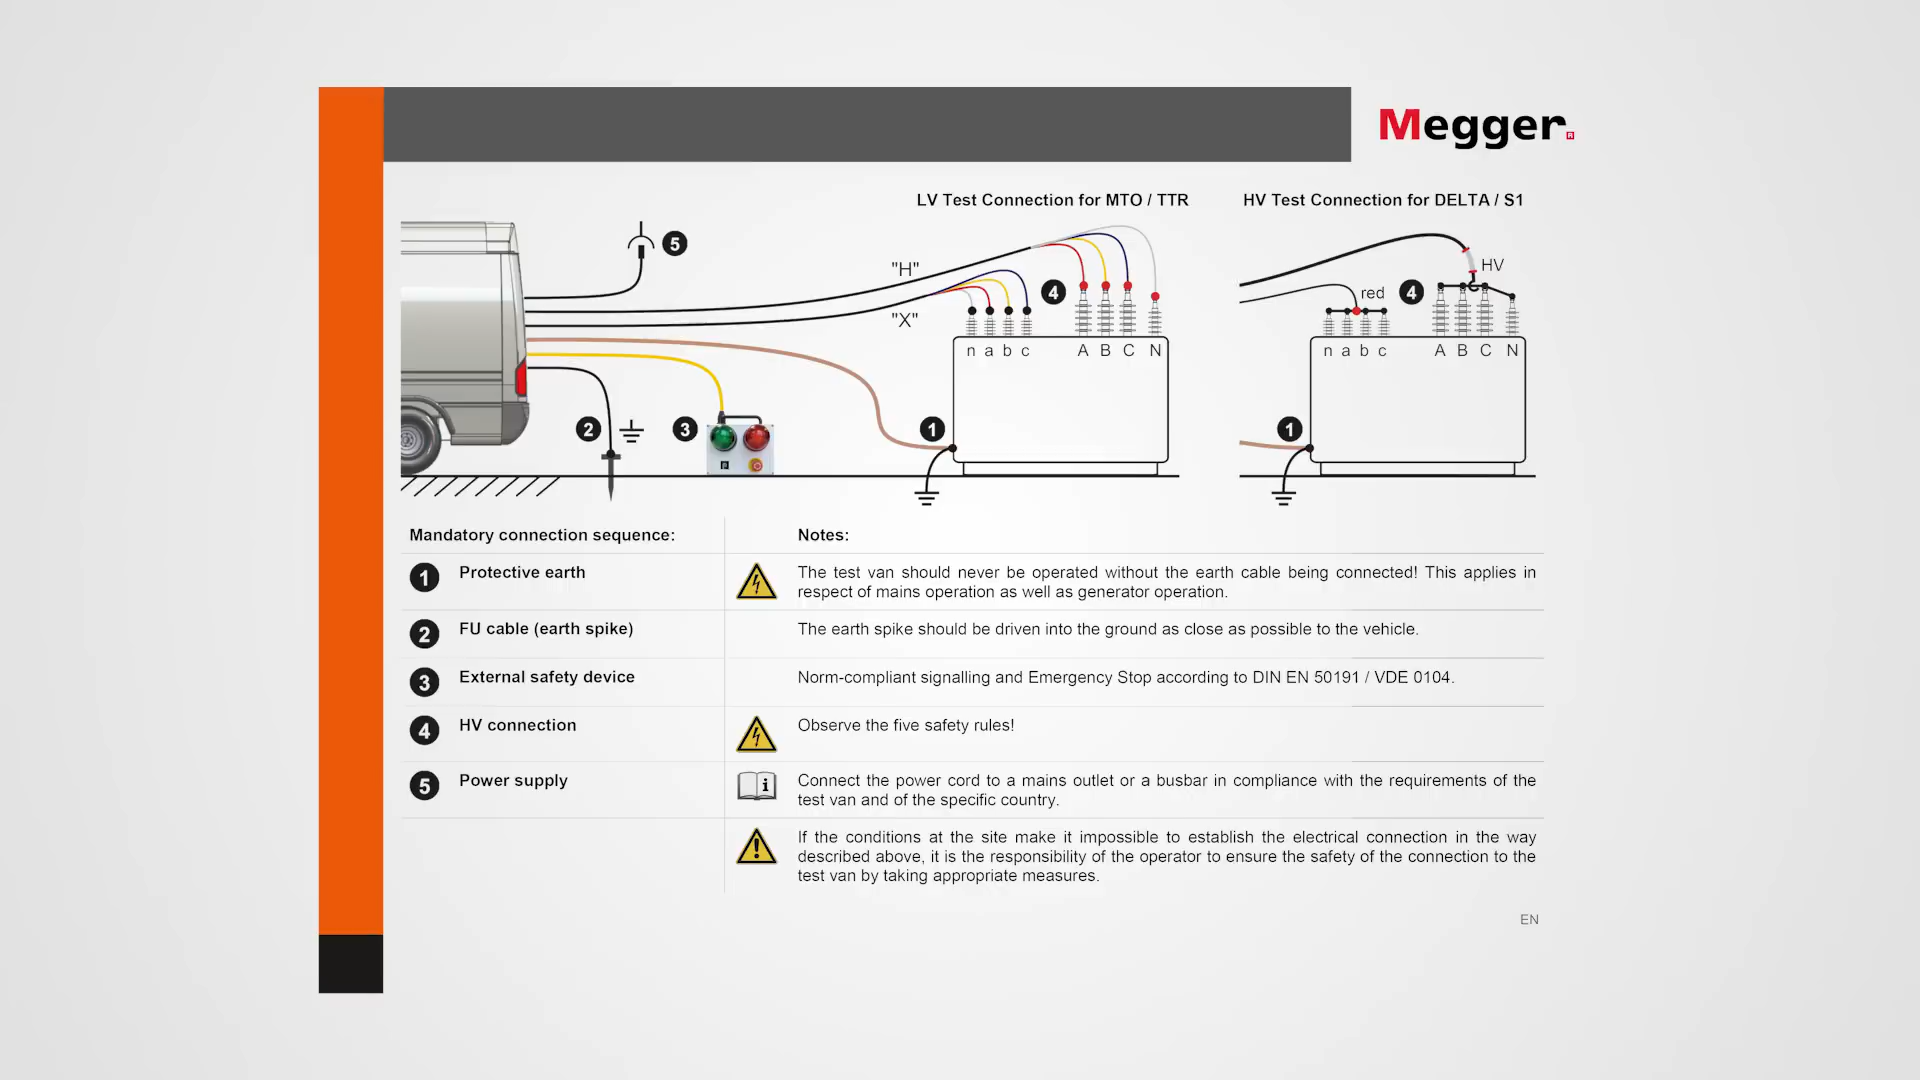 Megger.
LV Test Connection for MTO / TTR
HV Test Connection for DELTA / S1
5
"H"
"X"
4
n a b c A B C N
2
3
1
HV
red
4
n a b c A B C N
1
Mandatory connection sequence:
Notes:
1 Protective earth
The test van should never be operated without the earth cable being connected! This applies in
respect of mains operation as well as generator operation.
2 FU cable (earth spike)
The earth spike should be driven into the ground as close as possible to the vehicle.
3 External safety device
Norm-compliant signalling and Emergency Stop according to DIN EN 50191 / VDE 0104.
4 HV connection
Observe the five safety rules!
5 Power supply
i
Connect the power cord to a mains outlet or a busbar in compliance with the requirements of the
test van and of the specific country.
If the conditions at the site make it impossible to establish the electrical connection in the way
described above, it is the responsibility of the operator to ensure the safety of the connection to the
test van by taking appropriate measures.
EN